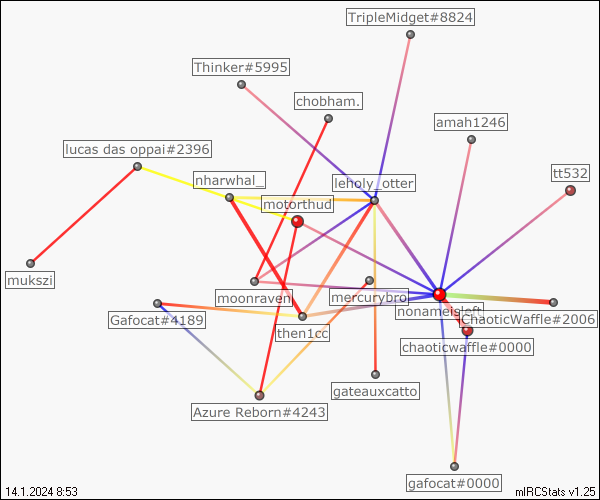 TripleMidget#8824
Thinker#5995
chobham.
amah1246
lucas das oppai#2396
tt532
nharwhal_
leholy_otter
motorthud
mukszi
moonraven
mercurybro
nonameisleft
Gafocat#4189
ChaoticWaffle#2006
then1cc
chaoticwaffle#0000
gateauxcatto
Azure Reborn#4243
gafocat#0000
14.1.2024 8:53
mIRCStats v1.25